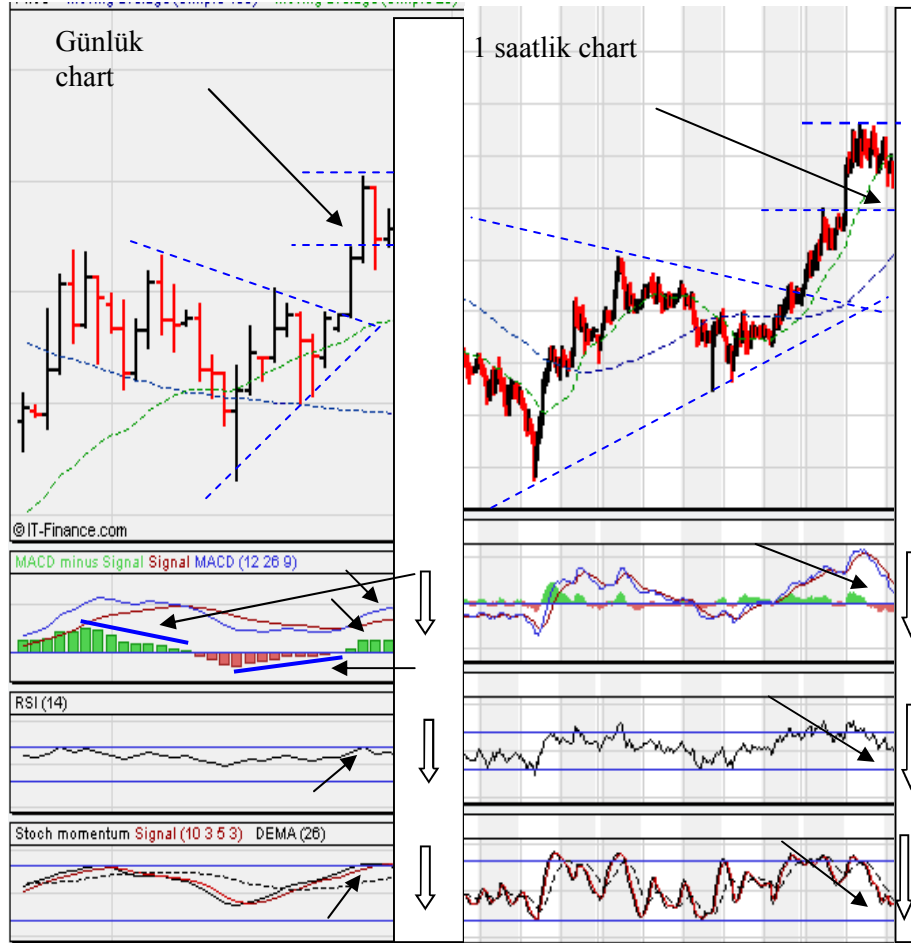 Günlük
chart
1 saatlik chart
© IT-Finance.com
MACD minus Signal Signal MACD (12 26 9)
RSI (14)
Stoch momentum Signal (10 3 5 3) DEMA (26)